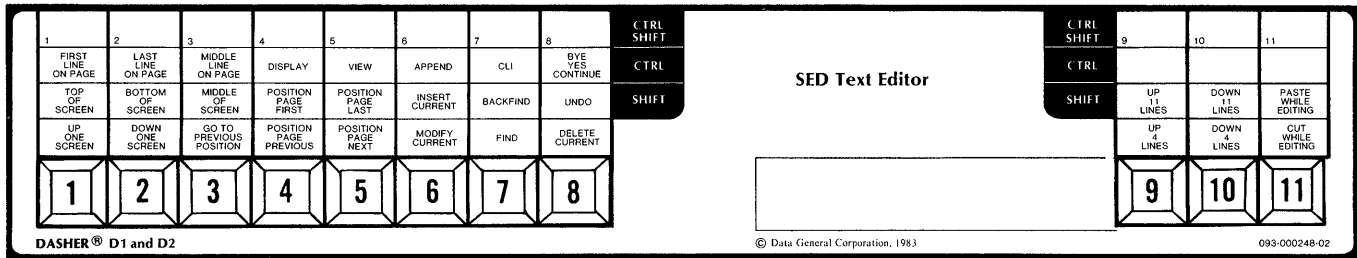 1 2 3 4 5 6 7 8 CTRL SHIFT CTRL SHIFT 9 10 11
FIRST LINE ON PAGE
LAST LINE ON PAGE
MIDDLE LINE ON PAGE
DISPLAY
VIEW
APPEND
CLI
BYE YES CONTINUE
CTRL
SED Text Editor
CTRL
TOP OF SCREEN
BOTTOM OF SCREEN
MIDDLE OF SCREEN
POSITION PAGE FIRST
POSITION PAGE LAST
INSERT CURRENT
BACKFIND
UNDO
SHIFT
SHIFT
UP 11 LINES
DOWN 11 LINES
PASTE WHILE EDITING
UP ONE SCREEN
DOWN ONE SCREEN
GO TO PREVIOUS POSITION
POSITION PAGE PREVIOUS
POSITION PAGE NEXT
MODIFY CURRENT
FIND
DELETE CURRENT
UP 4 LINES
DOWN 4 LINES
CUT WHILE EDITING
1 2 3 4 5 6 7 8 9 10 11
DASHER® D1 and D2
© Data General Corporation, 1983
093-000248-02